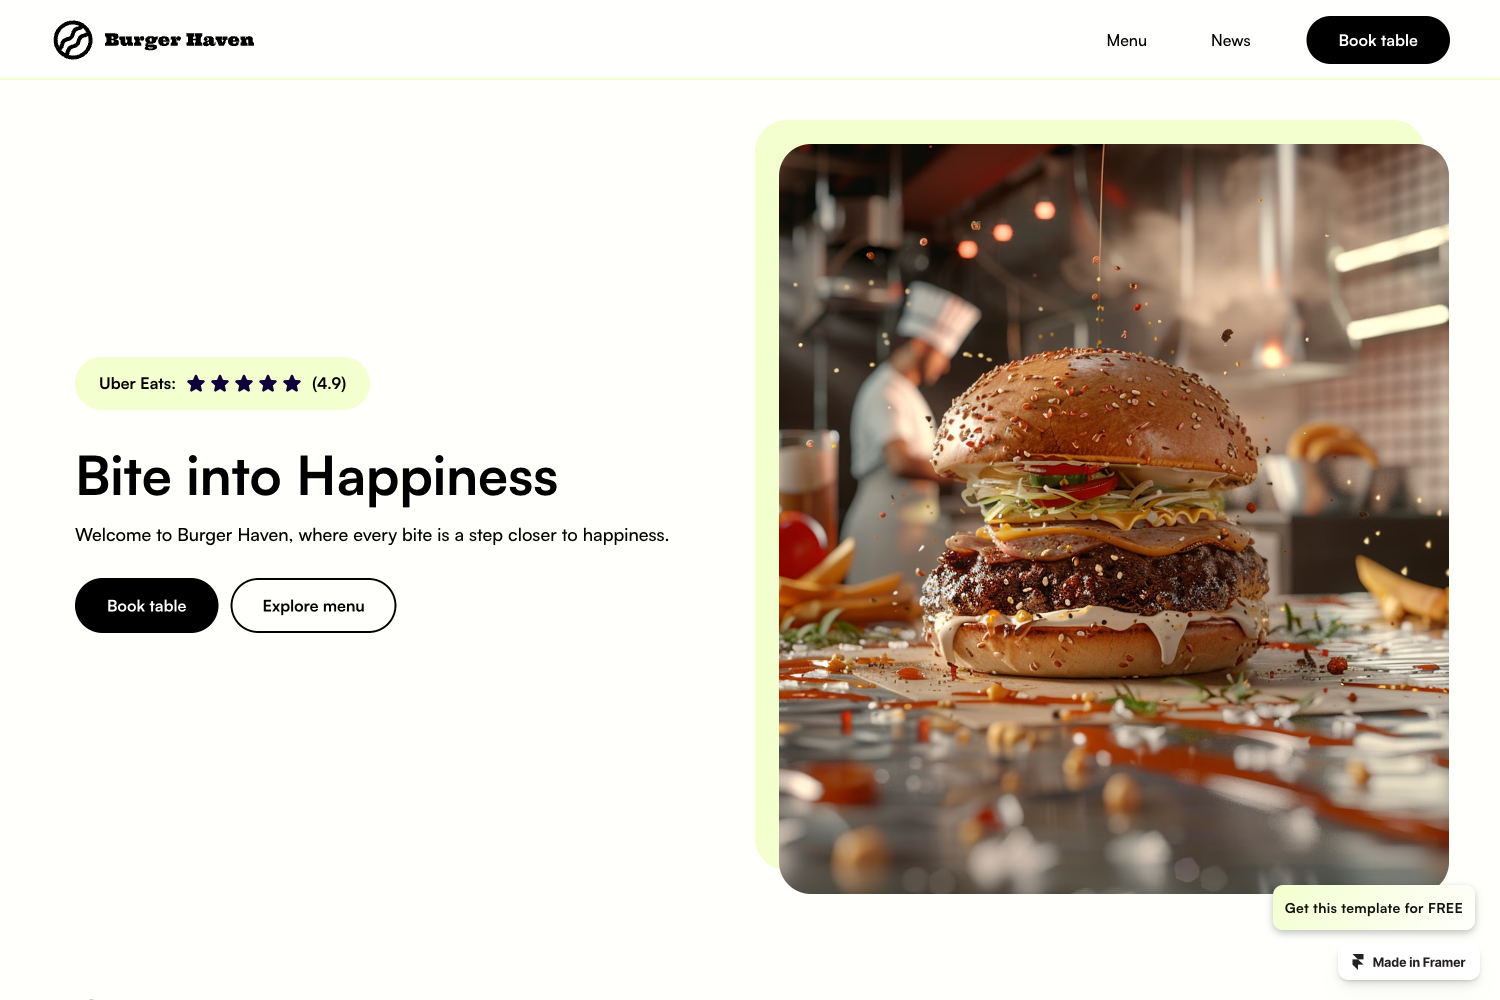 Burger Haven
Menu
News
Book table
Uber Eats:
(4.9)
Bite into Happiness
Welcome to Burger Haven, where every bite is a step closer to happiness.
Book table
Explore menu
Get this template for FREE
Made in Framer